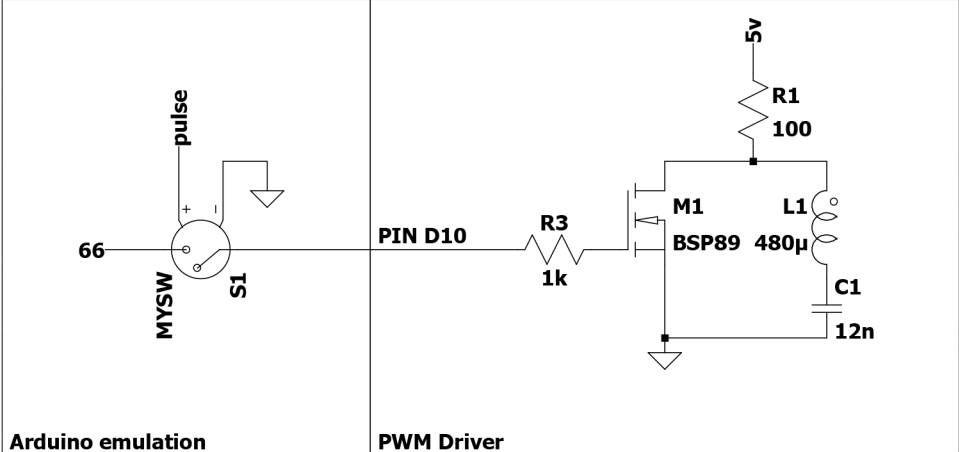 5v
R1
100
pulse
+ −
M1
L1
R3
PIN D10
66
BSP89
480µ
1k
S1
MYSW
C1
12n
Arduino emulation
PWM Driver